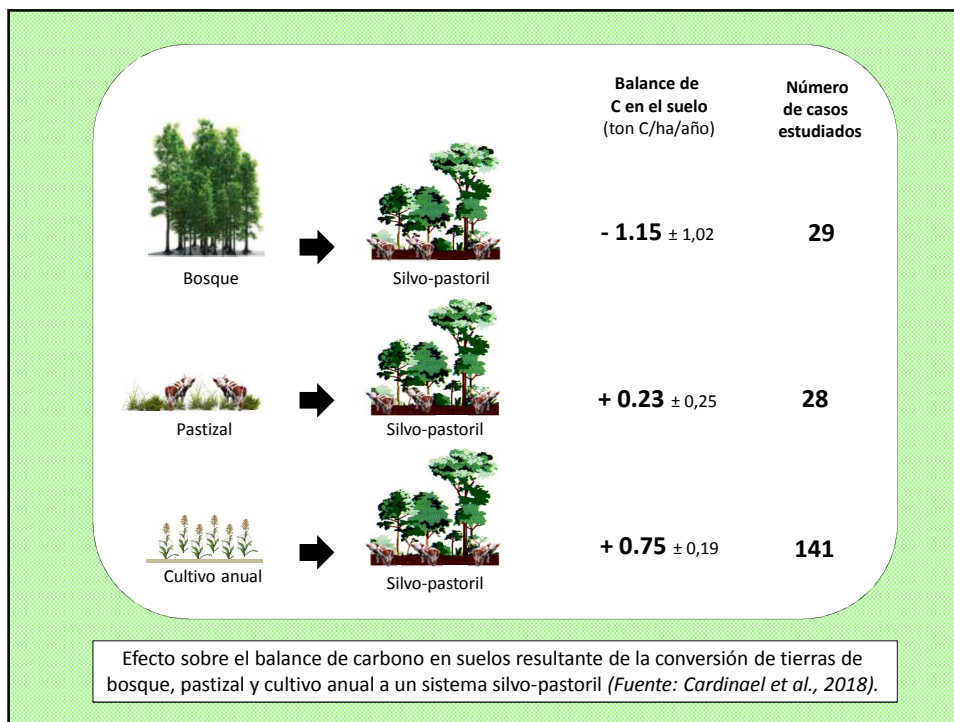 Balance de
C en el suelo
(ton C/ha/año)
Número
de casos
estudiados
Bosque
Silvo-pastoril
- 1.15 ± 1,02
29
Pastizal
Silvo-pastoril
+ 0.23 ± 0,25
28
Cultivo anual
Silvo-pastoril
+ 0.75 ± 0,19
141
Efecto sobre el balance de carbono en suelos resultante de la conversión de tierras de
bosque, pastizal y cultivo anual a un sistema silvo-pastoril (Fuente: Cardinael et al., 2018).